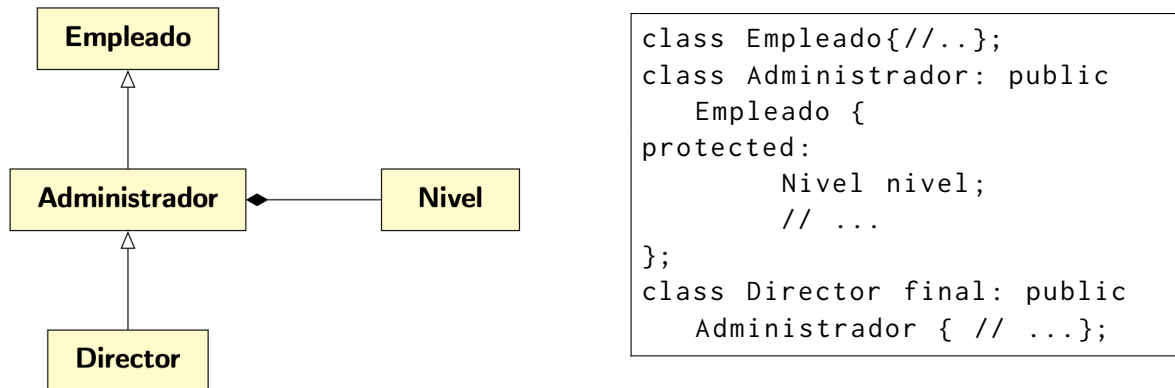 Empleado
Administrador
Nivel
Director
class Empleado{//..};
class Administrador: public
Empleado {
protected:
Nivel nivel;
// ...
};
class Director final: public
Administrador { // ...};